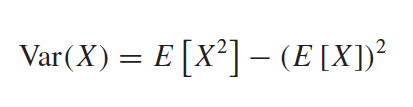 Var(X) = E [X²] – (E [X])²